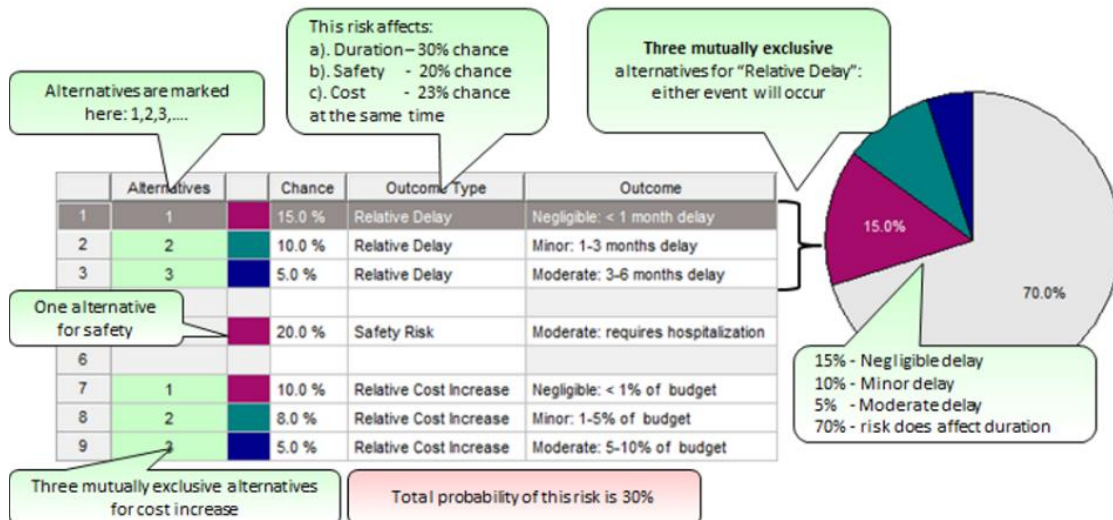 This risk affects:
a). Duration – 30% chance
b). Safety - 20% chance
c). Cost - 23% chance
at the same time
Three mutually exclusive
alternatives for “Relative Delay”:
either event will occur
Alternatives are marked
here: 1,2,3,....
Alternatives Chance Outcome Type Outcome
1 1 15.0 % Relative Delay Negligible: < 1 month delay
2 2 10.0 % Relative Delay Minor: 1-3 months delay
3 3 5.0 % Relative Delay Moderate: 3-6 months delay
15.0%
70.0%
One alternative
for safety
20.0 % Safety Risk Moderate: requires hospitalization
6
7 1 10.0 % Relative Cost Increase Negligible: < 1% of budget
8 2 8.0 % Relative Cost Increase Minor: 1-5% of budget
9 3 5.0 % Relative Cost Increase Moderate: 5-10% of budget
15% - Negligible delay
10% - Minor delay
5% - Moderate delay
70% - risk does affect duration
Three mutually exclusive alternatives
for cost increase
Total probability of this risk is 30%